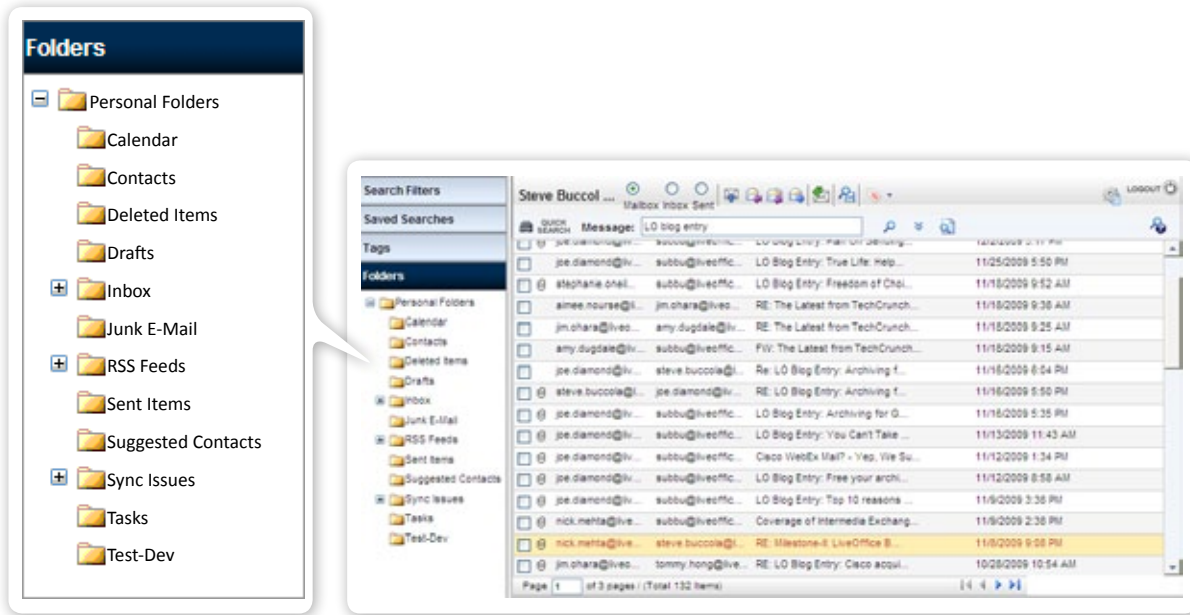 Folders
Personal Folders
Calendar
Contacts
Deleted Items
Drafts
Inbox
Junk E-Mail
RSS Feeds
Sent Items
Suggested Contacts
Sync Issues
Tasks
Test-Dev
Search Filters
Saved Searches
Tags
Folders
Personal Folders
Calendar
Contacts
Deleted Items
Drafts
Inbox
Junk E-Mail
RSS Feeds
Sent Items
Suggested Contacts
Sync Issues
Tasks
Test-Dev
Steve Buccol ... Mailbox Inbox Sent LOGOUT
QUICK SEARCH Message: LO blog entry
joe.diamond@liv... subbu@liveoffic... LO Blog Entry: True Life: Help... 11/25/2009 5:50 PM
stephanie.oneil... subbu@liveoffic... LO Blog Entry: Freedom of Choi... 11/18/2009 9:52 AM
aimee.nourse@li... jim.ohara@liveo... RE: The Latest from TechCrunch... 11/18/2009 9:38 AM
jim.ohara@liveo... amy.dugdale@liv... RE: The Latest from TechCrunch... 11/18/2009 9:25 AM
amy.dugdale@liv... subbu@liveoffic... FW: The Latest from TechCrunch... 11/18/2009 9:15 AM
joe.diamond@liv... steve.buccola@l... Re: LO Blog Entry: Archiving f... 11/16/2009 6:04 PM
steve.buccola@l... joe.diamond@liv... RE: LO Blog Entry: Archiving f... 11/16/2009 5:50 PM
joe.diamond@liv... subbu@liveoffic... LO Blog Entry: Archiving for G... 11/16/2009 5:35 PM
joe.diamond@liv... subbu@liveoffic... LO Blog Entry: You Can't Take ... 11/13/2009 11:43 AM
joe.diamond@liv... subbu@liveoffic... Cisco WebEx Mail? - Yep, We Su... 11/12/2009 1:34 PM
joe.diamond@liv... subbu@liveoffic... LO Blog Entry: Free your archi... 11/12/2009 8:58 AM
joe.diamond@liv... subbu@liveoffic... LO Blog Entry: Top 10 reasons ... 11/9/2009 3:36 PM
nick.mehta@live... subbu@liveoffic... Coverage of Intermedia Exchang... 11/9/2009 2:36 PM
nick.mehta@live... steve.buccola@l... RE: Milestone-II: LiveOffice B... 11/8/2009 9:08 PM
jim.ohara@liveo... tommy.hong@live... RE: LO Blog Entry: Cisco acqui... 10/28/2009 10:54 AM
Page 1 of 3 pages / (Total 132 Items)